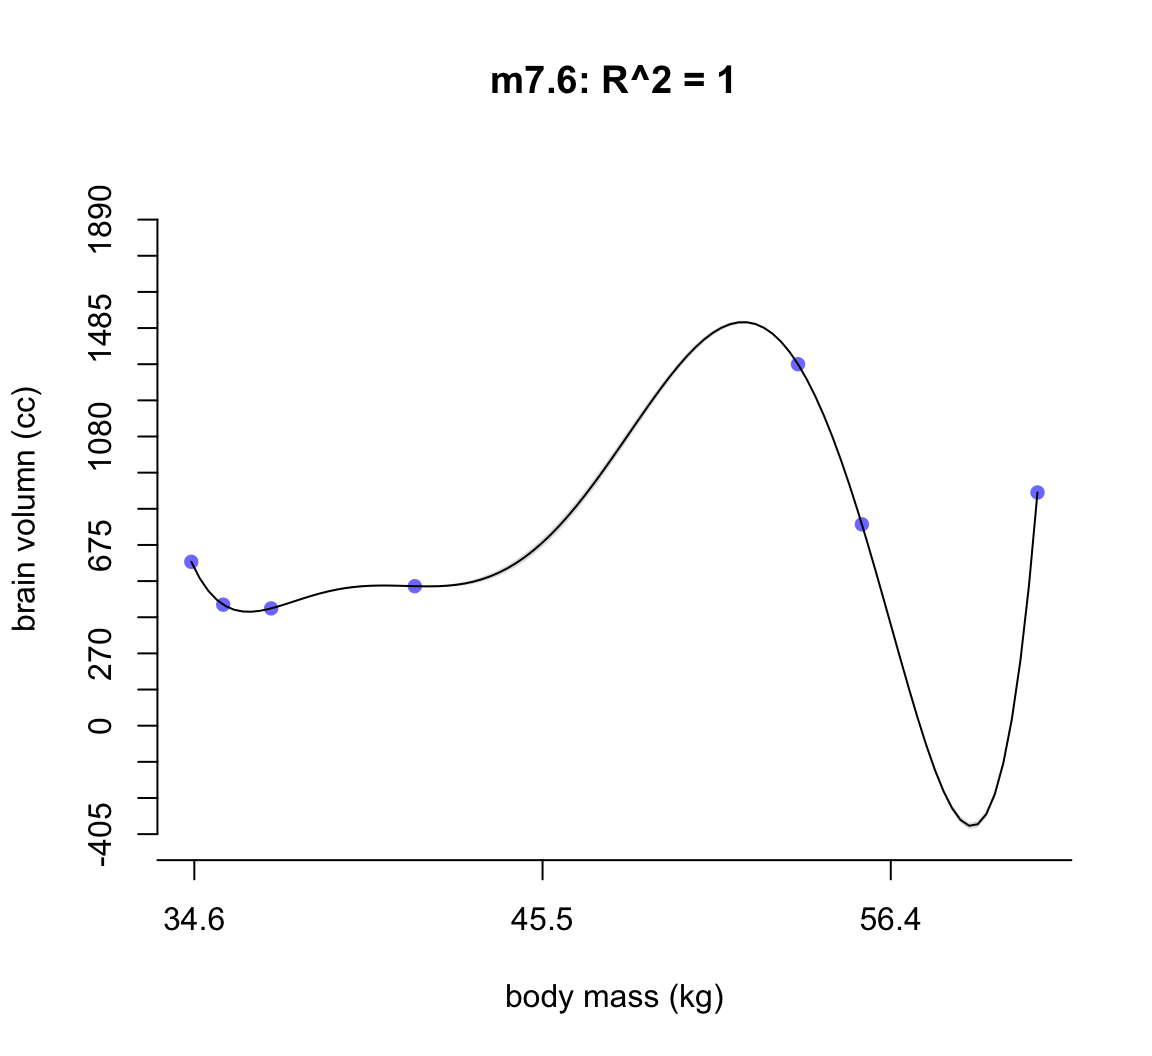 m7.6: R^2 = 1
brain volumn (cc)
1890
1485
1080
675
270
0
-405
34.6 45.5 56.4
body mass (kg)